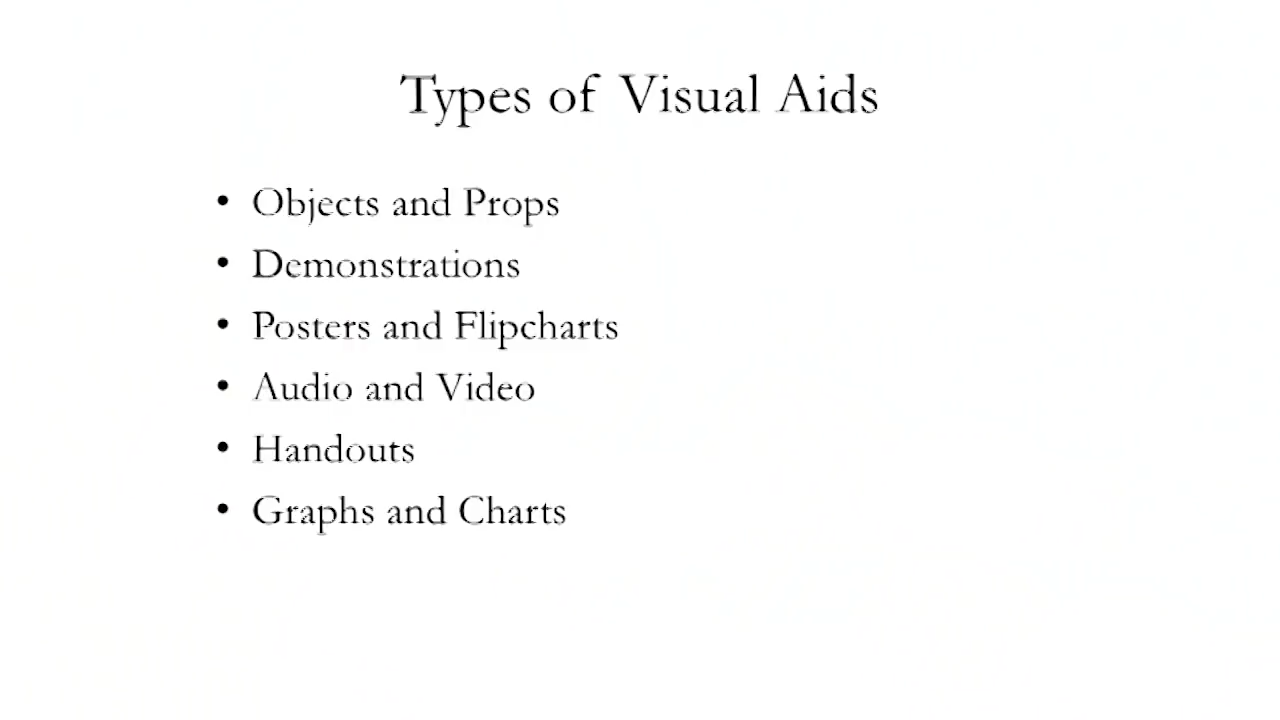 Types of Visual Aids
• Objects and Props
• Demonstrations
• Posters and Flipcharts
• Audio and Video
• Handouts
• Graphs and Charts